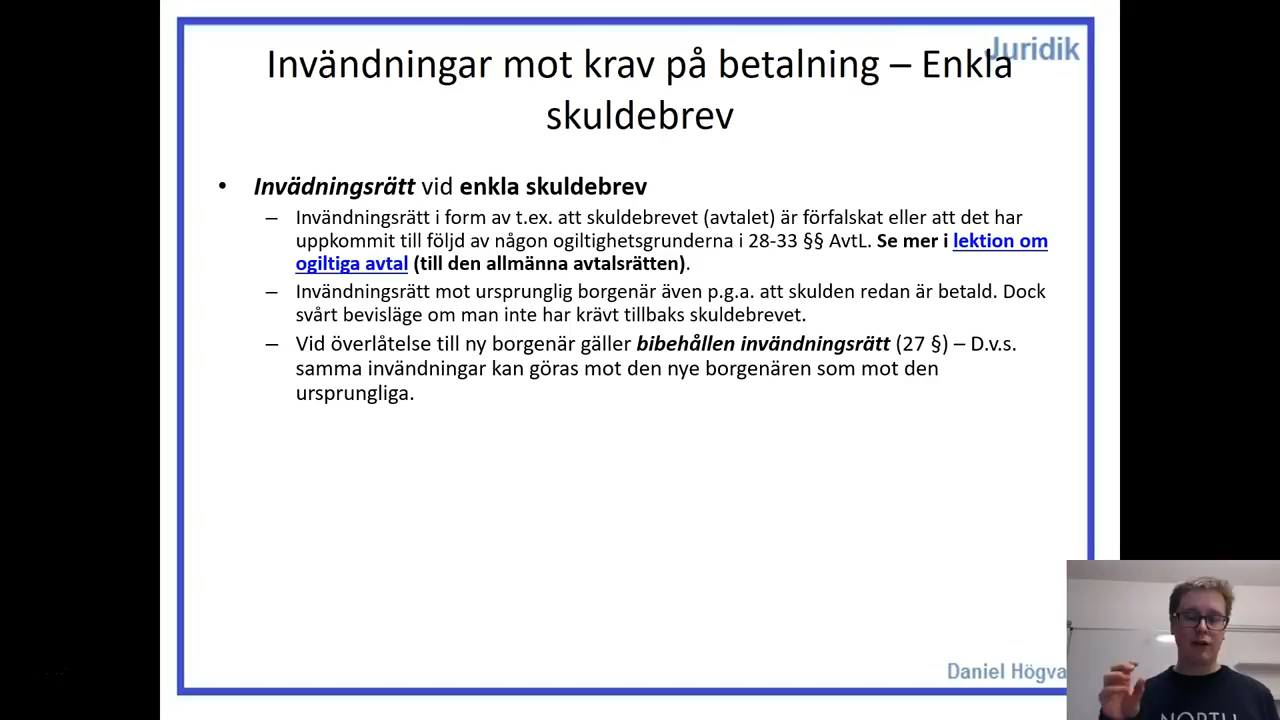 Juridik
Invändningar mot krav på betalning – Enkla
skuldebrev
• Invädningsrätt vid enkla skuldebrev
– Invändningsrätt i form av t.ex. att skuldebrevet (avtalet) är förfalskat eller att det har
uppkommit till följd av någon ogiltighetsgrunderna i 28-33 §§ AvtL. Se mer i lektion om
ogiltiga avtal (till den allmänna avtalsrätten).
– Invändningsrätt mot ursprunglig borgenär även p.g.a. att skulden redan är betald. Dock
svårt bevisläge om man inte har krävt tillbaks skuldebrevet.
– Vid överlåtelse till ny borgenär gäller bibehållen invändningsrätt (27 §) – D.v.s.
samma invändningar kan göras mot den nye borgenären som mot den
ursprungliga.
Daniel Högva
NORTH